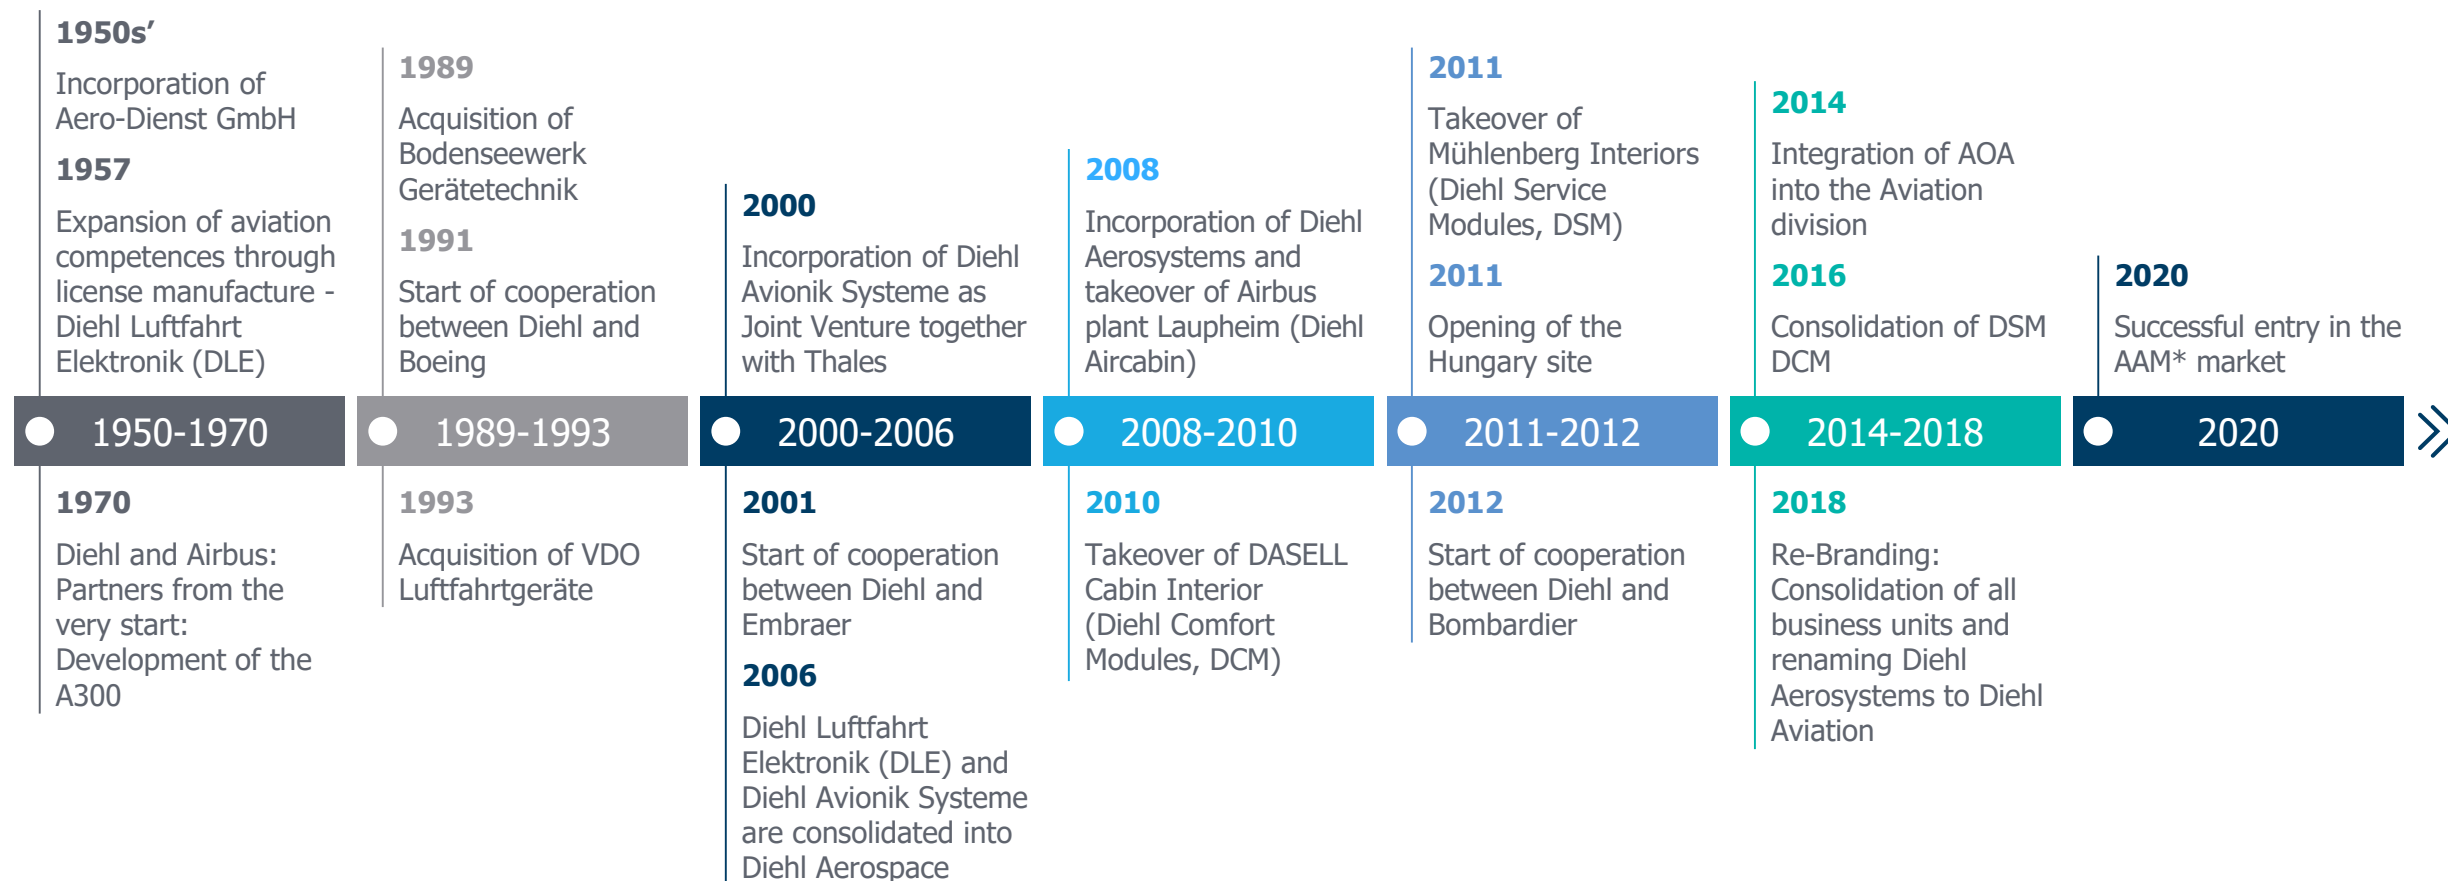 1950s’
Incorporation of
Aero-Dienst GmbH
1957
Expansion of aviation
competences through
license manufacture -
Diehl Luftfahrt
Elektronik (DLE)
1950-1970
1970
Diehl and Airbus:
Partners from the
very start:
Development of the
A300
1989
Acquisition of
Bodenseewerk
Gerätetechnik
1991
Start of cooperation
between Diehl and
Boeing
1989-1993
1993
Acquisition of VDO
Luftfahrtgeräte
2000
Incorporation of Diehl
Avionik Systeme as
Joint Venture together
with Thales
2000-2006
2001
Start of cooperation
between Diehl and
Embraer
2006
Diehl Luftfahrt
Elektronik (DLE) and
Diehl Avionik Systeme
are consolidated into
Diehl Aerospace
2008
Incorporation of Diehl
Aerosystems and
takeover of Airbus
plant Laupheim (Diehl
Aircabin)
2008-2010
2010
Takeover of DASELL
Cabin Interior
(Diehl Comfort
Modules, DCM)
2011
Takeover of
Mühlenberg Interiors
(Diehl Service
Modules, DSM)
2011
Opening of the
Hungary site
2011-2012
2012
Start of cooperation
between Diehl and
Bombardier
2014
Integration of AOA
into the Aviation
division
2016
Consolidation of DSM
DCM
2014-2018
2018
Re-Branding:
Consolidation of all
business units and
renaming Diehl
Aerosystems to Diehl
Aviation
2020
Successful entry in the
AAM* market
2020